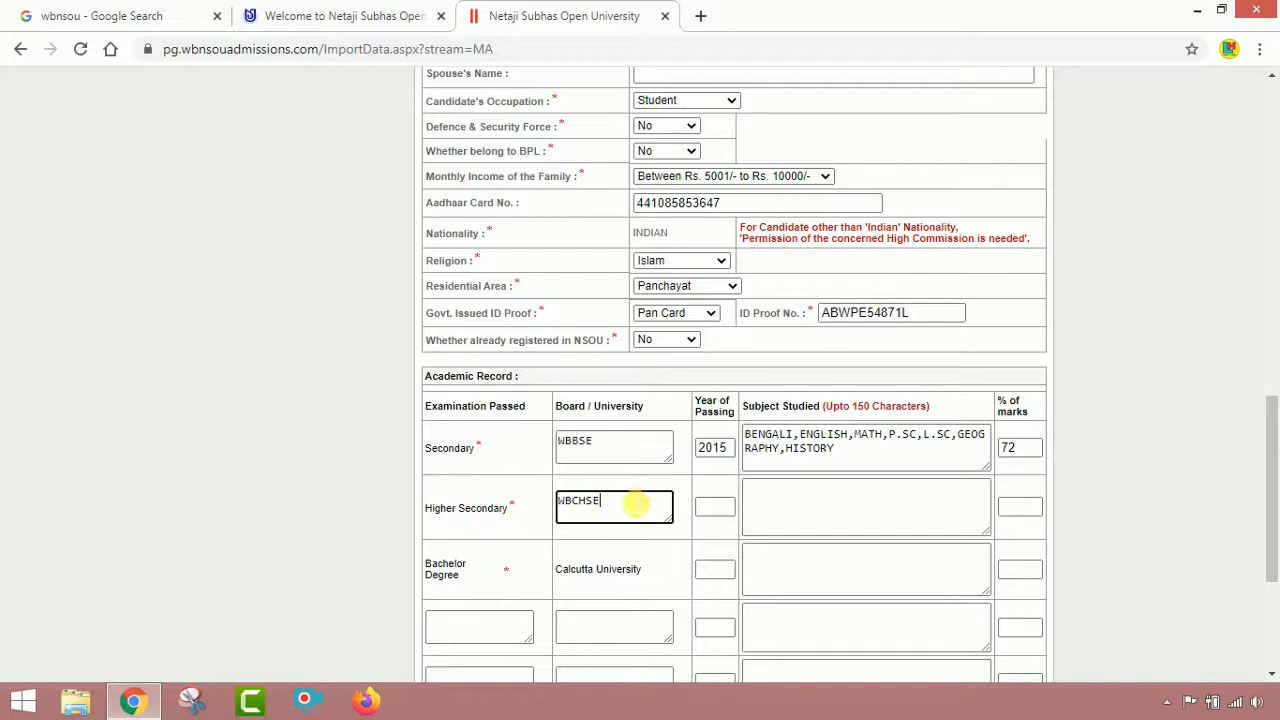 wbnsou - Google Search
Welcome to Netaji Subhas Open
Netaji Subhas Open University
pg.wbnsouadmissions.com/ImportData.aspx?stream=MA
Spouse's Name :
Candidate's Occupation : * Student
Defence & Security Force : * No
Whether belong to BPL : * No
Monthly Income of the Family : * Between Rs. 5001/- to Rs. 10000/-
Aadhaar Card No. : 441085853647
Nationality : * INDIAN For Candidate other than 'Indian' Nationality,
'Permission of the concerned High Commission is needed'.
Religion : * Islam
Residential Area : * Panchayat
Govt. Issued ID Proof : * Pan Card ID Proof No. : * ABWPE54871L
Whether already registered in NSOU : * No
Academic Record :
Examination Passed Board / University Year of Passing Subject Studied (Upto 150 Characters) % of marks
Secondary * WBBSE 2015 BENGALI,ENGLISH,MATH,P.SC,L.SC,GEOG
RAPHY,HISTORY 72
Higher Secondary * WBCHSE
Bachelor Degree * Calcutta University